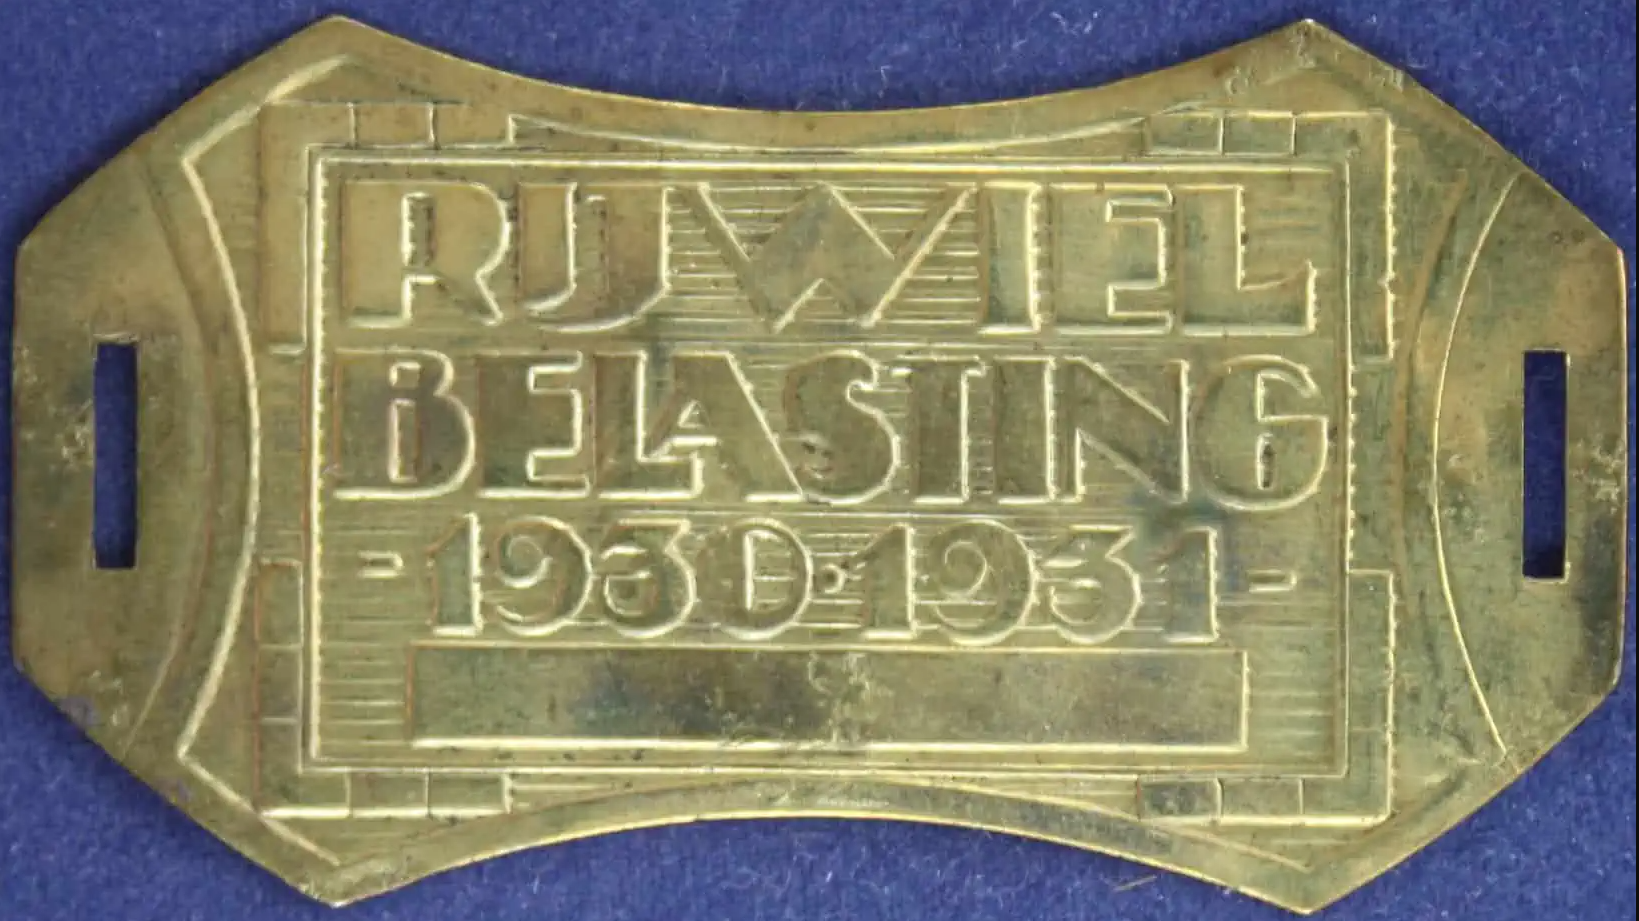 RIJWIEL
BELASTING
-1930·1931-